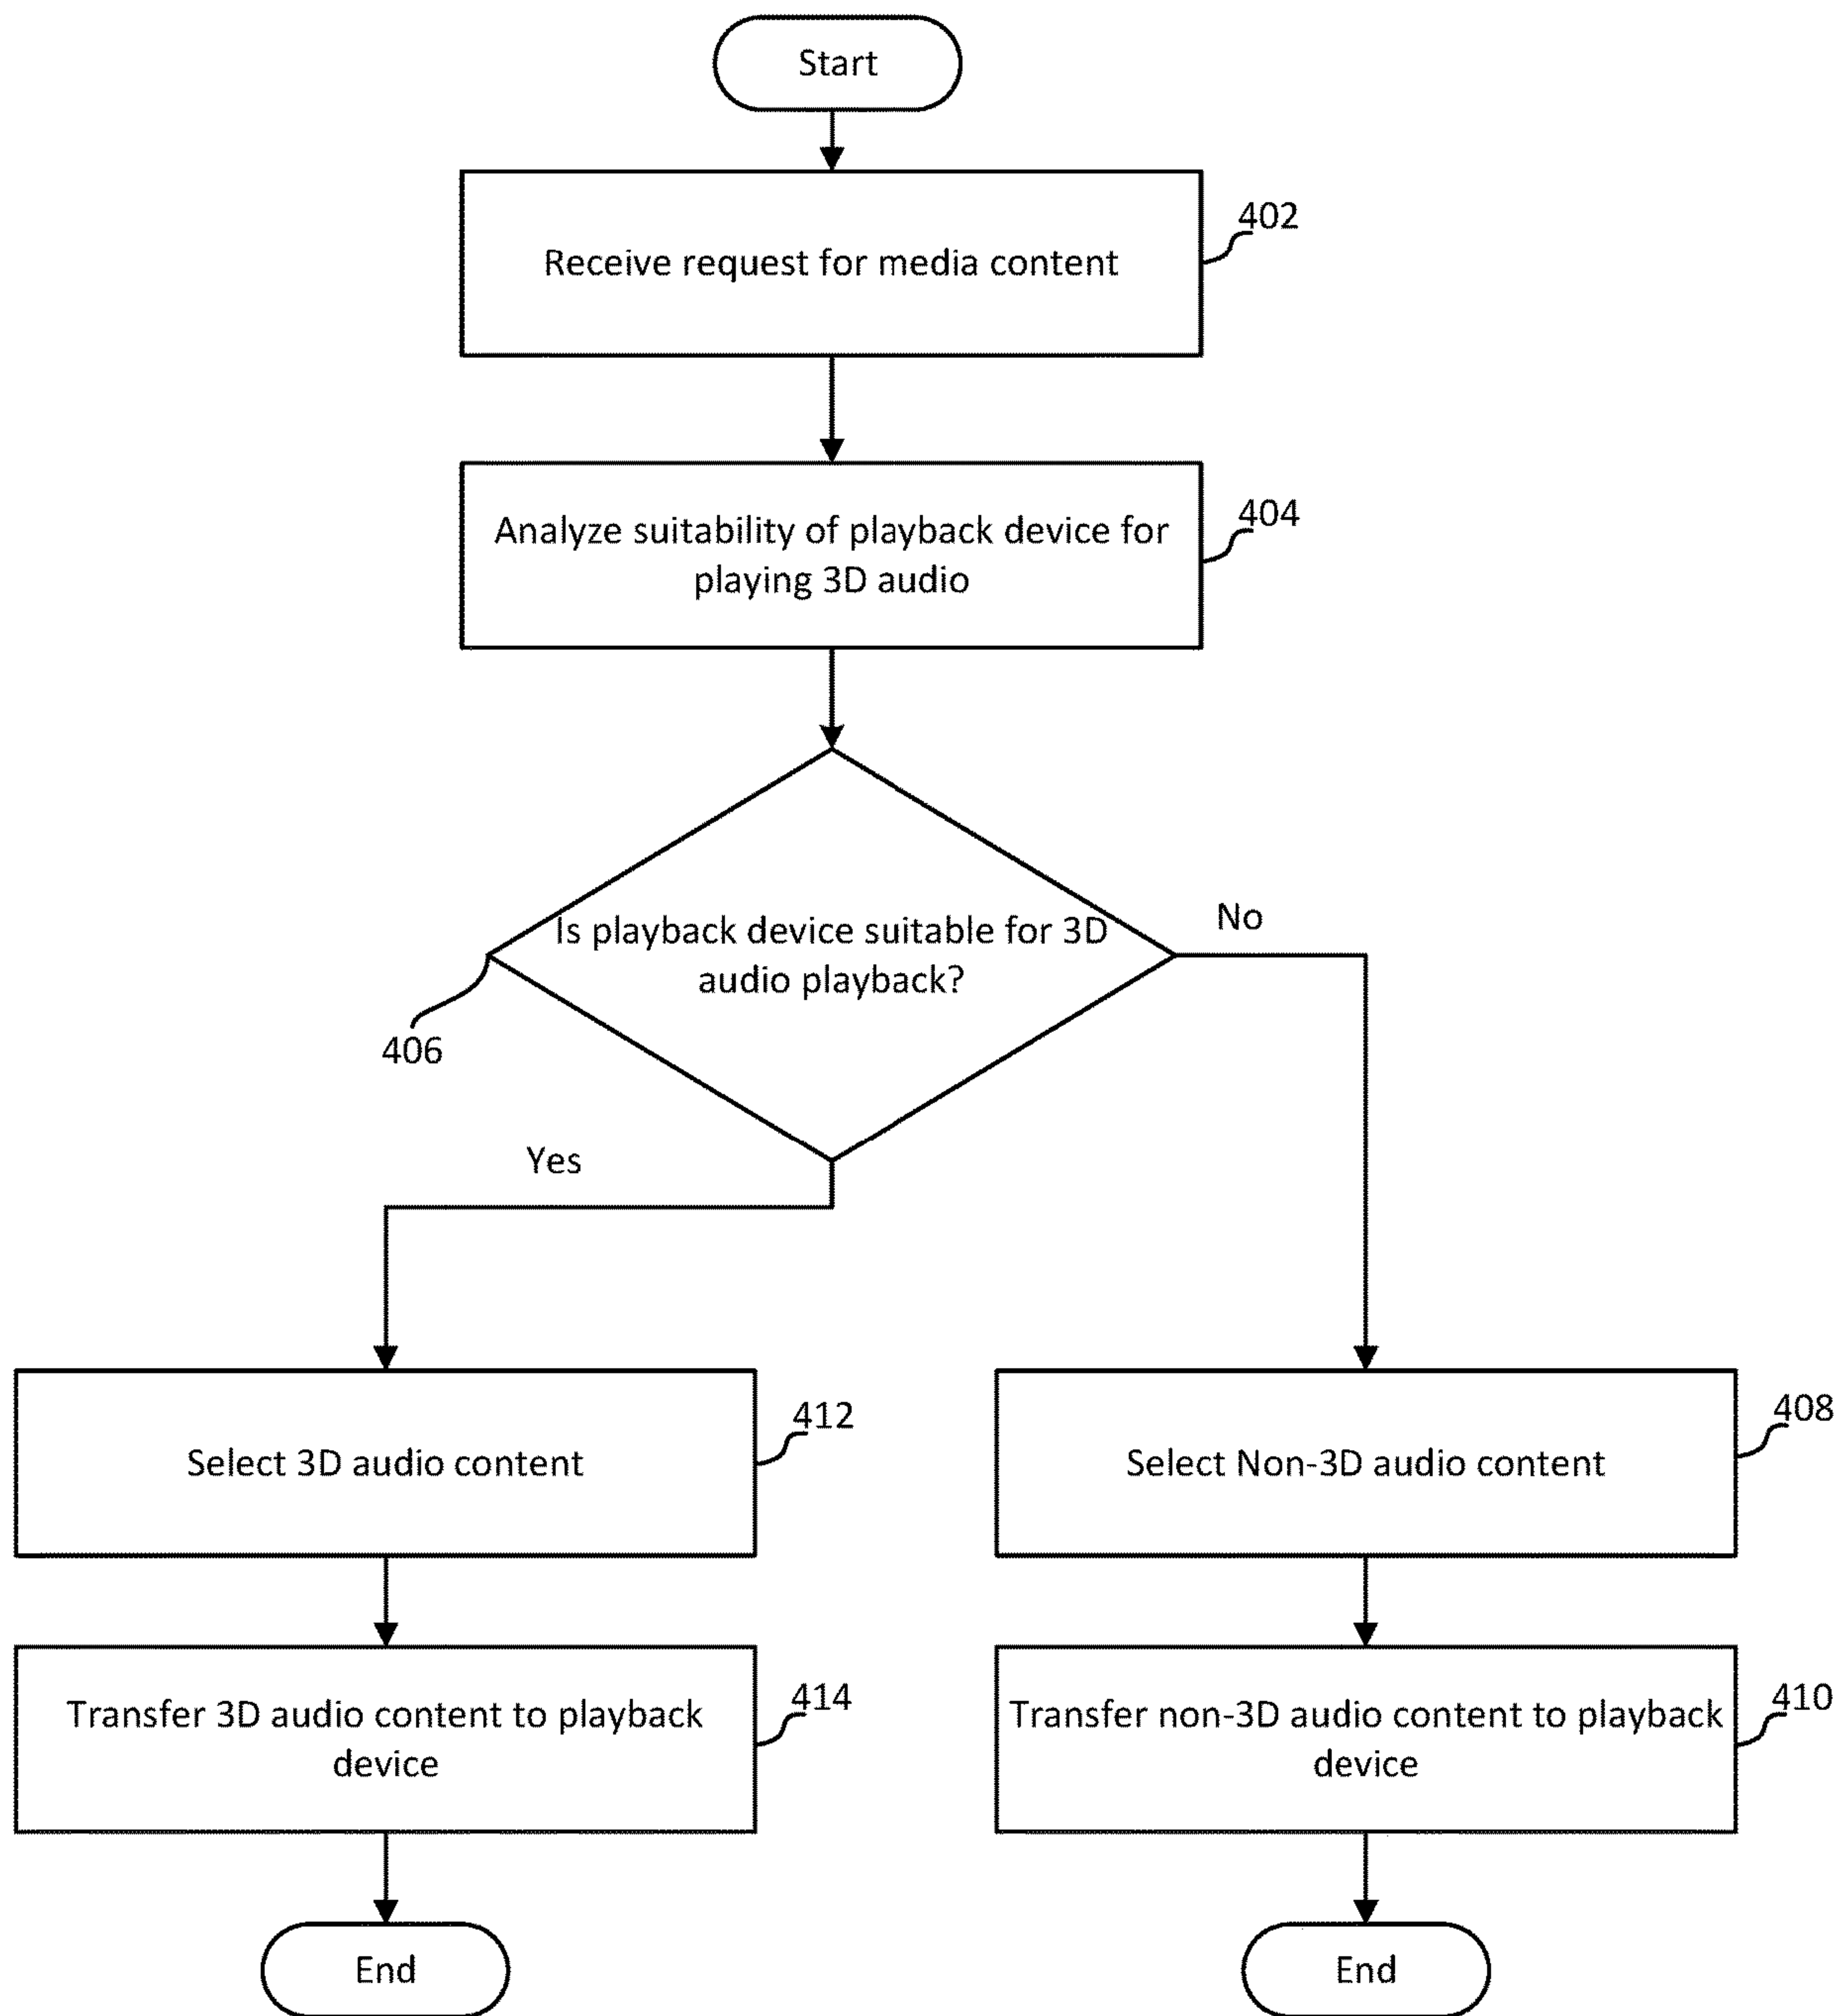 Start
402
Receive request for media content
404
Analyze suitability of playback device for
playing 3D audio
No
Is playback device suitable for 3D
audio playback?
406
Yes
412
Select 3D audio content
408
Select Non-3D audio content
414
Transfer 3D audio content to playback
device
410
Transfer non-3D audio content to playback
device
End
End